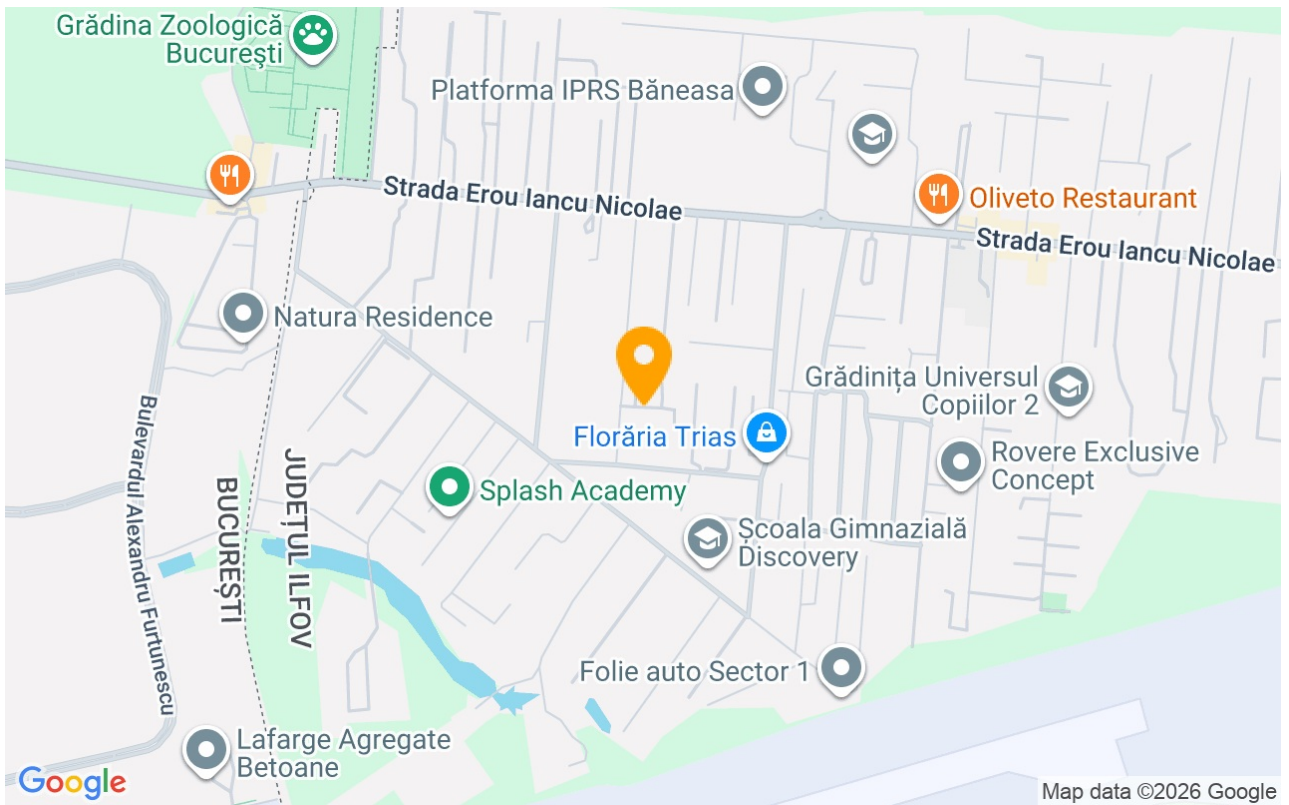 Grădina Zoologică
București
Platforma IPRS Băneasa
Strada Erou Iancu Nicolae
Oliveto Restaurant
Strada Erou Iancu Nicolae
Natura Residence
Grădinița Universul
Copiilor 2
Florăria Trias
Rovere Exclusive
Concept
Splash Academy
Bulevardul Alexandru Furtunescu
BUCUREȘTI
JUDEȚUL ILFOV
Școala Gimnazială
Discovery
Folie auto Sector 1
Lafarge Agregate
Betoane
Google
Map data ©2026 Google